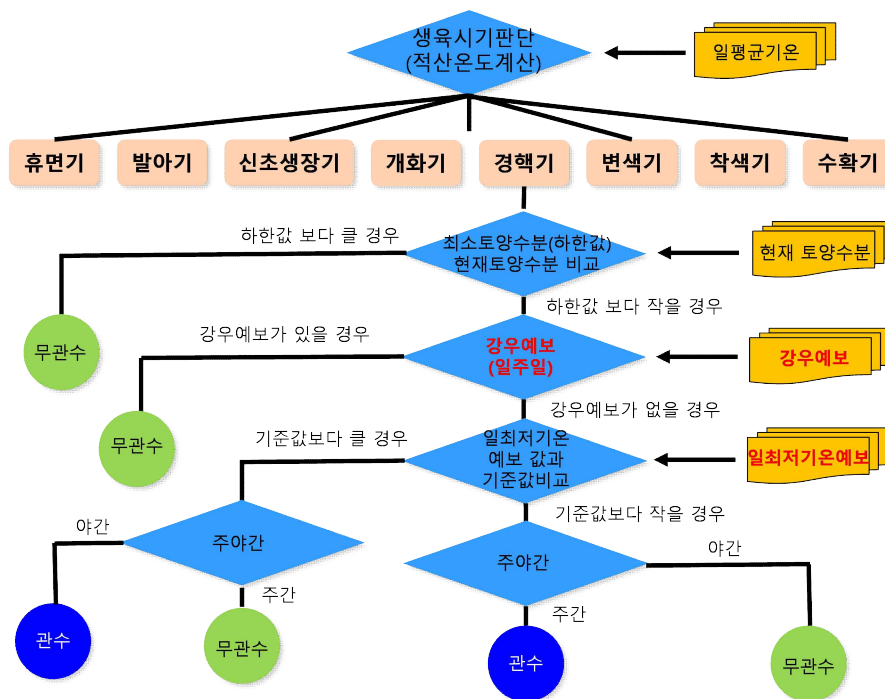 생육시기판단
(적산온도계산)
일평균기온
휴면기
발아기
신초생장기
개화기
경핵기
변색기
착색기
수확기
하한값 보다 클 경우
최소토양수분(하한값)
현재토양수분 비교
현재 토양수분
하한값 보다 작을 경우
무관수
강우예보가 있을 경우
강우예보
(일주일)
강우예보
무관수
강우예보가 없을 경우
기준값보다 클 경우
일최저기온
예보 값과
기준값비교
일최저기온예보
기준값보다 작을 경우
야간
주야간
주야간
야간
주간
주간
관수
무관수
관수
무관수